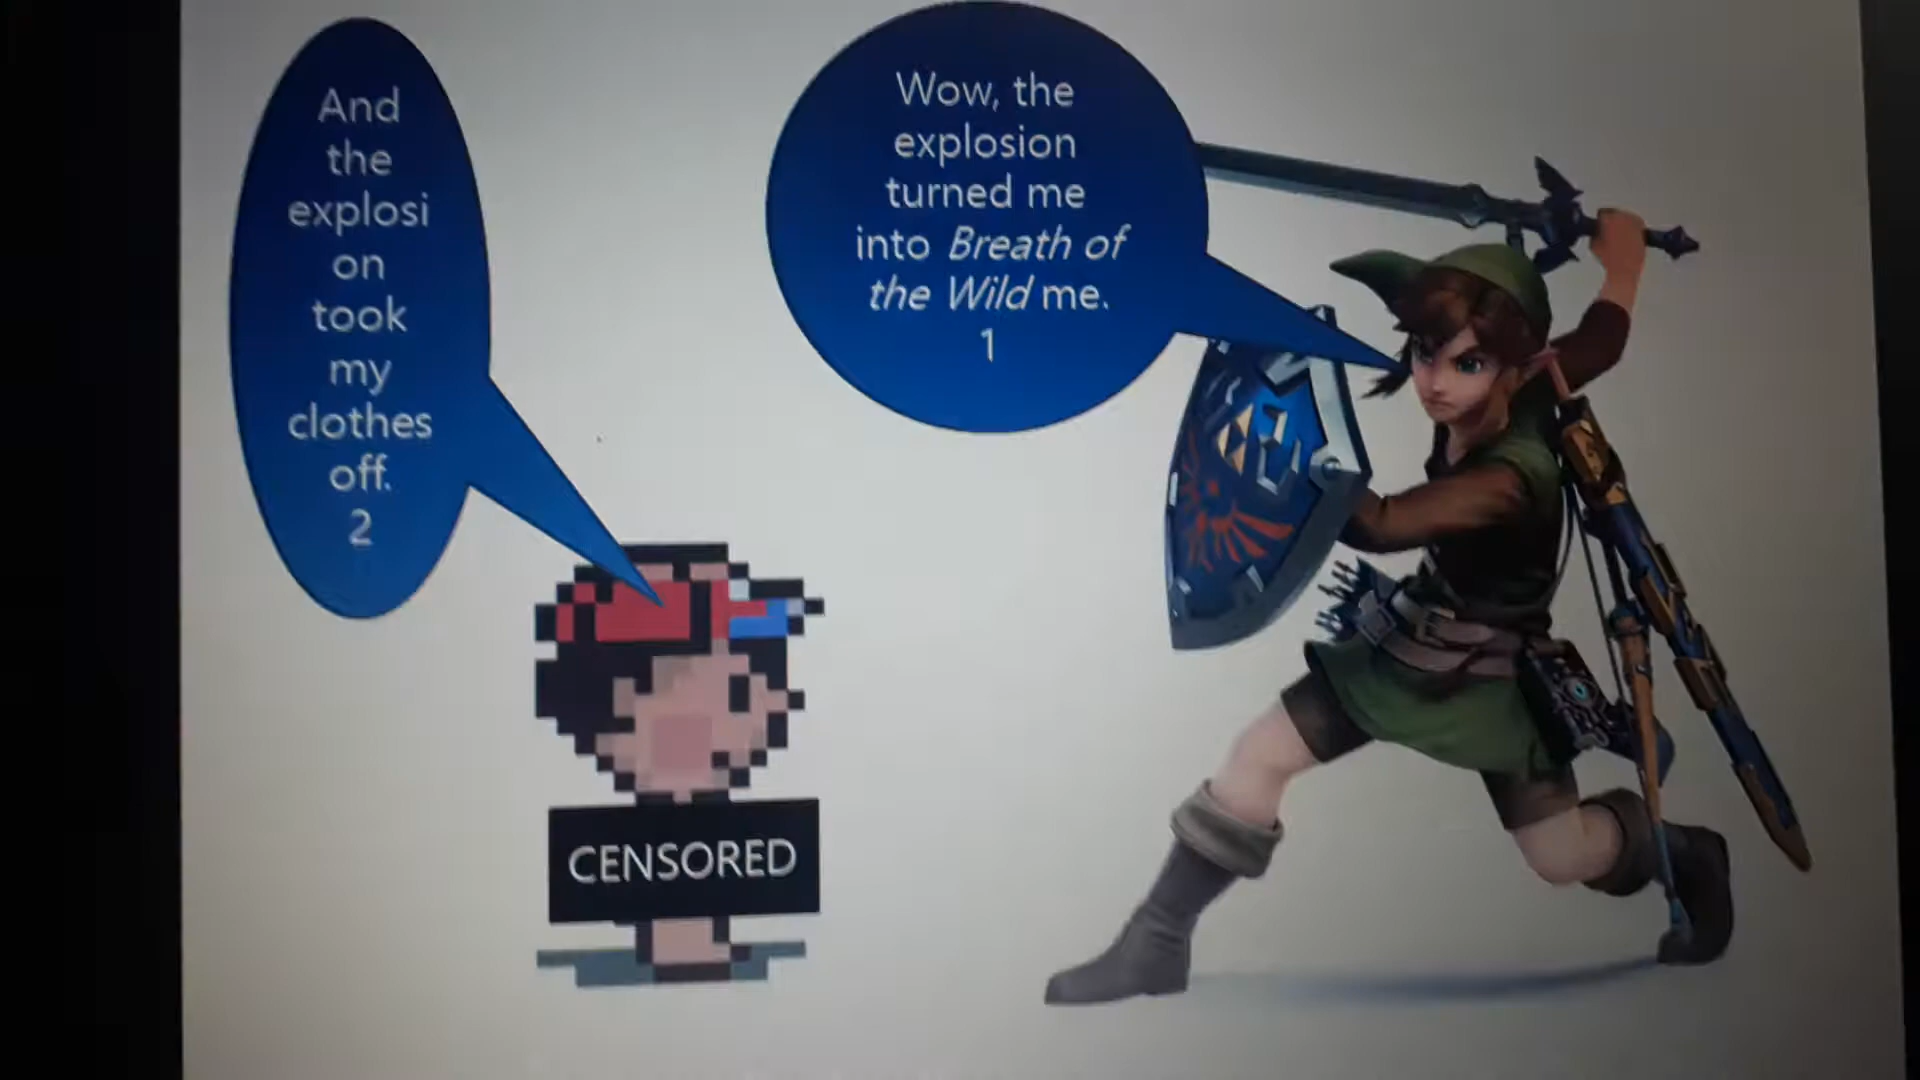 And
the
explosi
on
took
my
clothes
off.
2
Wow, the
explosion
turned me
into Breath of
the Wild me.
1
CENSORED